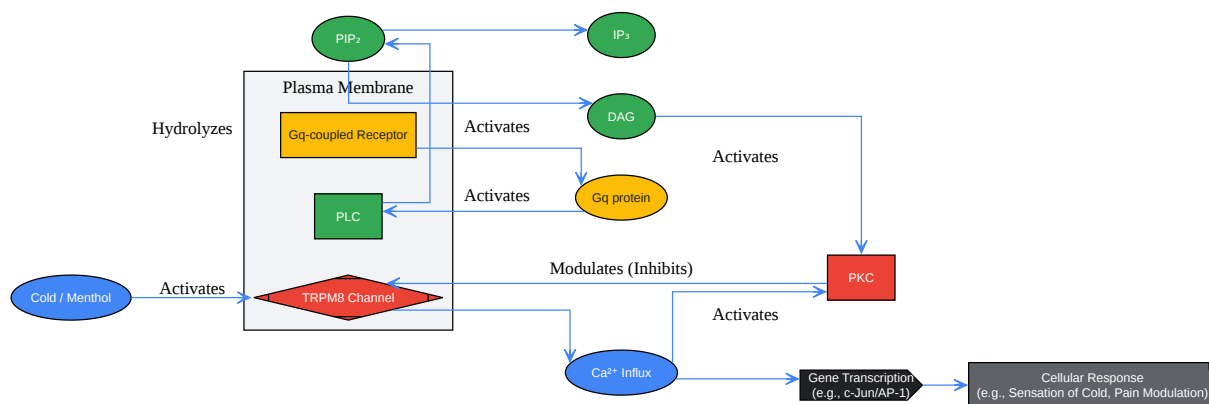 PIP₂
IP₃
Plasma Membrane
DAG
Hydrolyzes
Activates
Gq-coupled Receptor
Activates
Activates
Gq protein
PLC
Modulates (Inhibits)
PKC
Cold / Menthol
Activates
TRPM8 Channel
Activates
Ca²⁺ Influx
Gene Transcription
(e.g., c-Jun/AP-1)
Cellular Response
(e.g., Sensation of Cold, Pain Modulation)